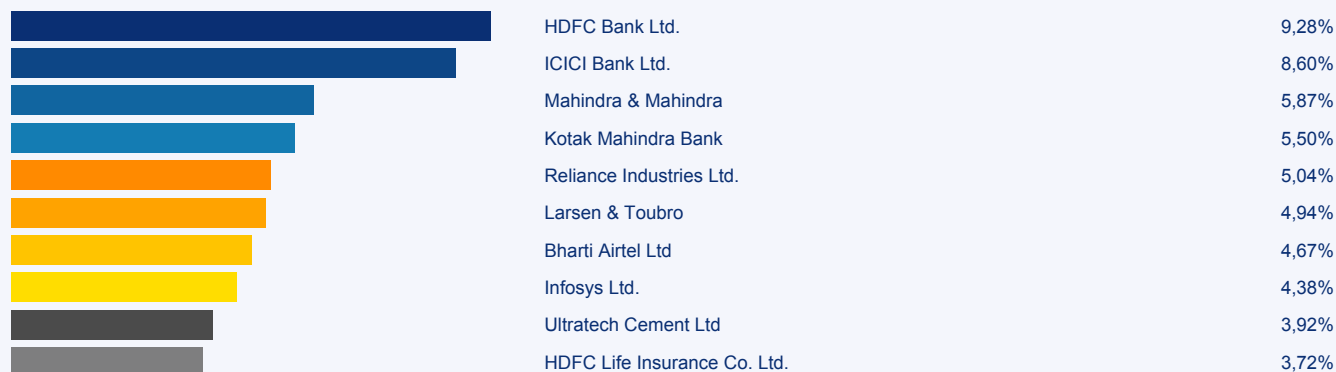 HDFC Bank Ltd. 9,28%
ICICI Bank Ltd. 8,60%
Mahindra & Mahindra 5,87%
Kotak Mahindra Bank 5,50%
Reliance Industries Ltd. 5,04%
Larsen & Toubro 4,94%
Bharti Airtel Ltd 4,67%
Infosys Ltd. 4,38%
Ultratech Cement Ltd 3,92%
HDFC Life Insurance Co. Ltd. 3,72%